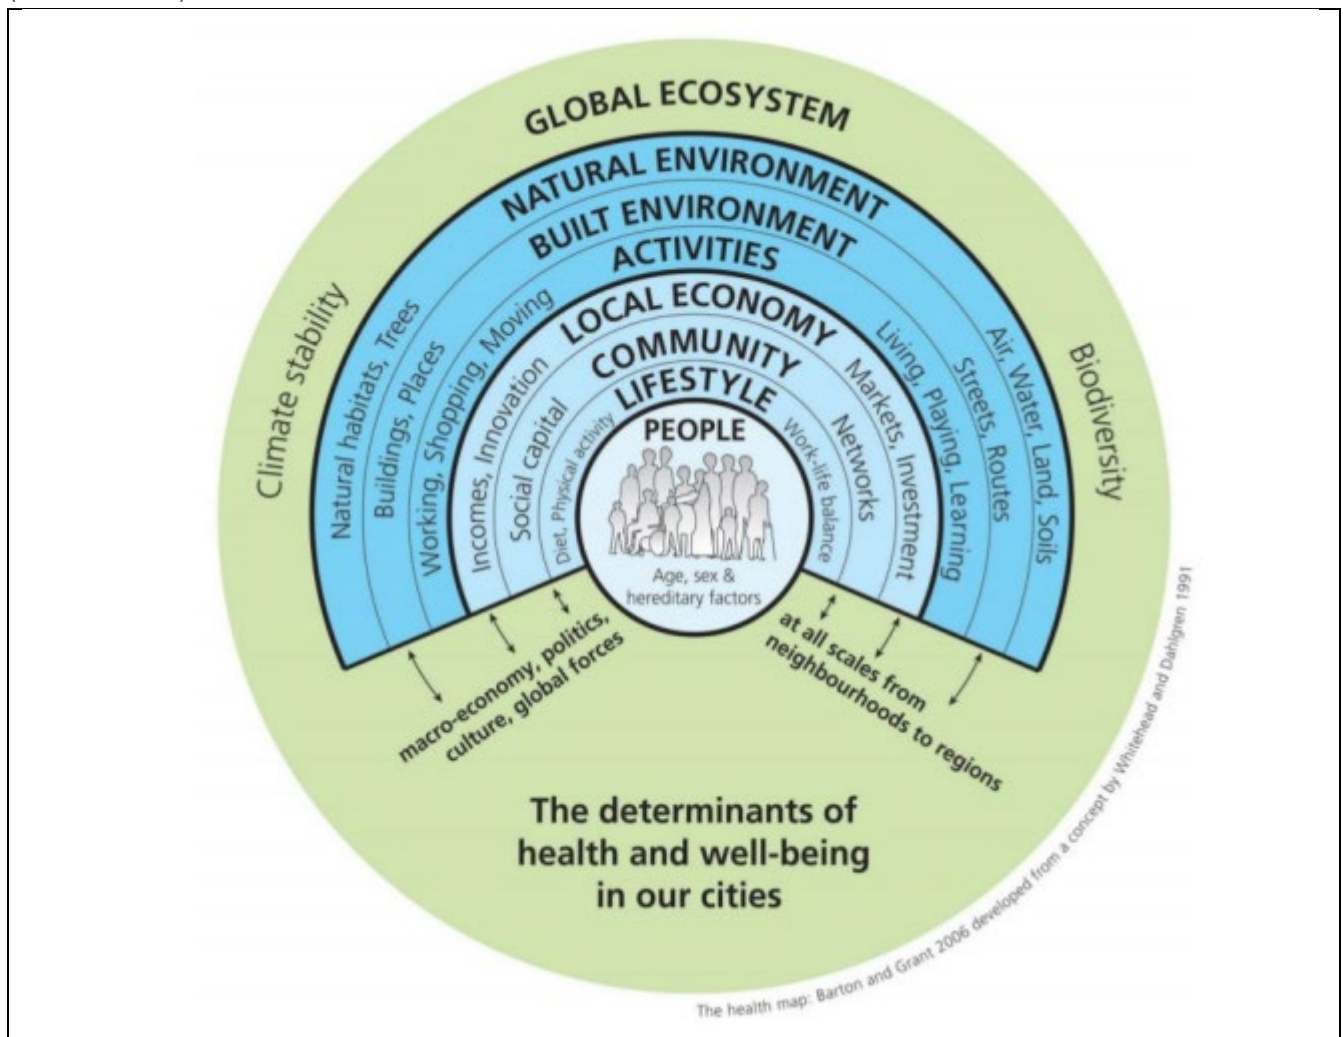 GLOBAL ECOSYSTEM
NATURAL ENVIRONMENT
BUILT ENVIRONMENT
ACTIVITIES
LOCAL ECONOMY
COMMUNITY
LIFESTYLE
PEOPLE
Age, sex &
hereditary factors
Climate stability
Natural habitats, Trees
Buildings, Places
Working, Shopping, Moving
Incomes, Innovation
Social capital
Diet, Physical activity
Work-life balance
Networks
Markets, Investment
Living, Playing, Learning
Streets, Routes
Air, Water, Land, Soils
Biodiversity
macro-economy, politics,
culture, global forces
at all scales from
neighbourhoods to regions
The determinants of
health and well-being
in our cities
The health map: Barton and Grant 2006 developed from a concept by Whitehead and Dahlgren 1991